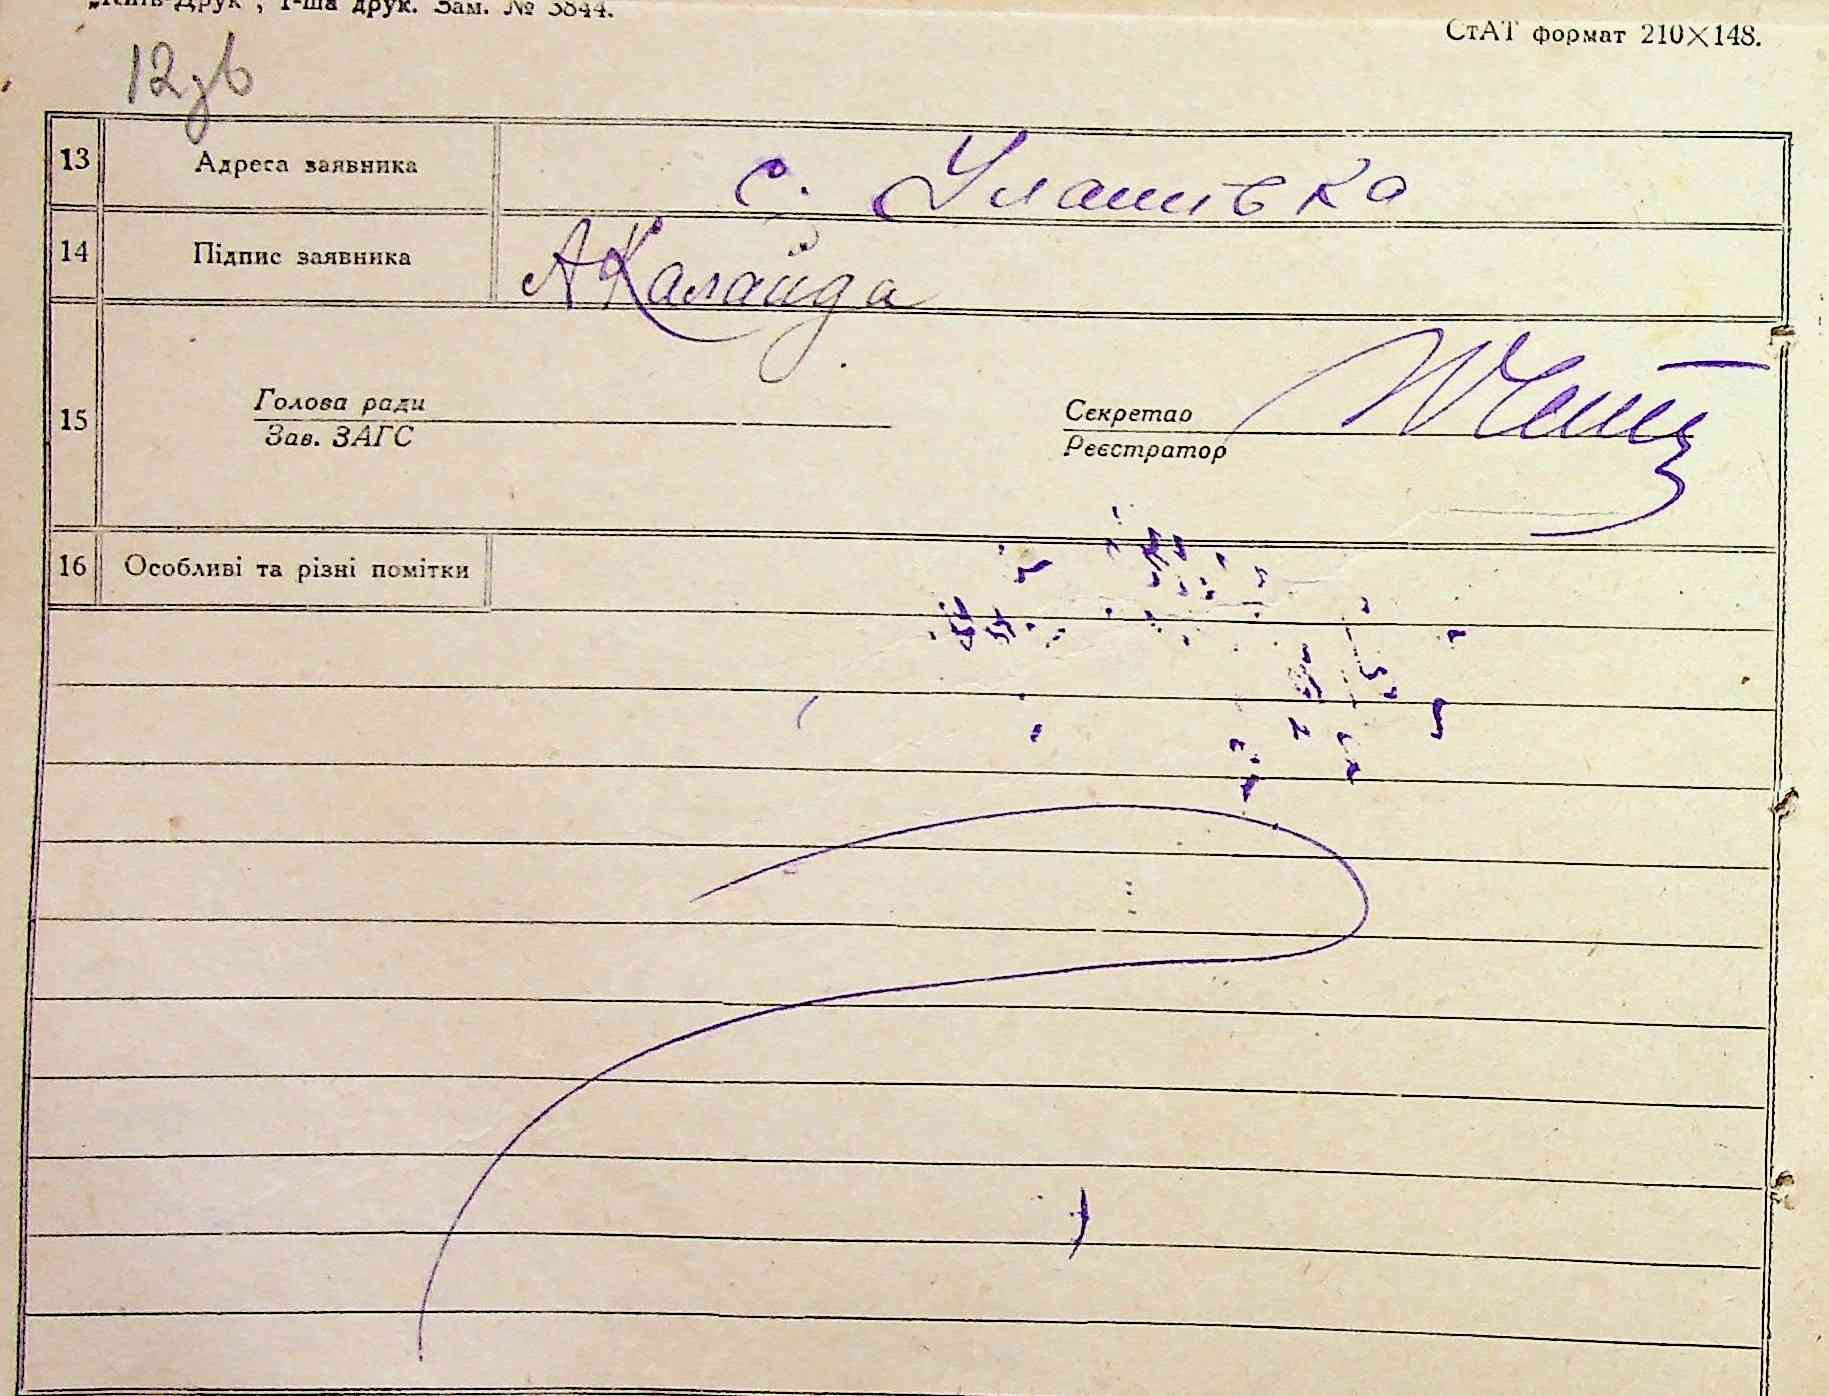 „Київ-Друк", 1-ша друк. Зам. № 3844.
СтАТ формат 210×148.
12зв
13 Адреса заявника с. Улашівка
14 Підпис заявника АКалайда
Голова ради Секретар
15
Зав. ЗАГС Реєстратор
16 Особливі та різні помітки